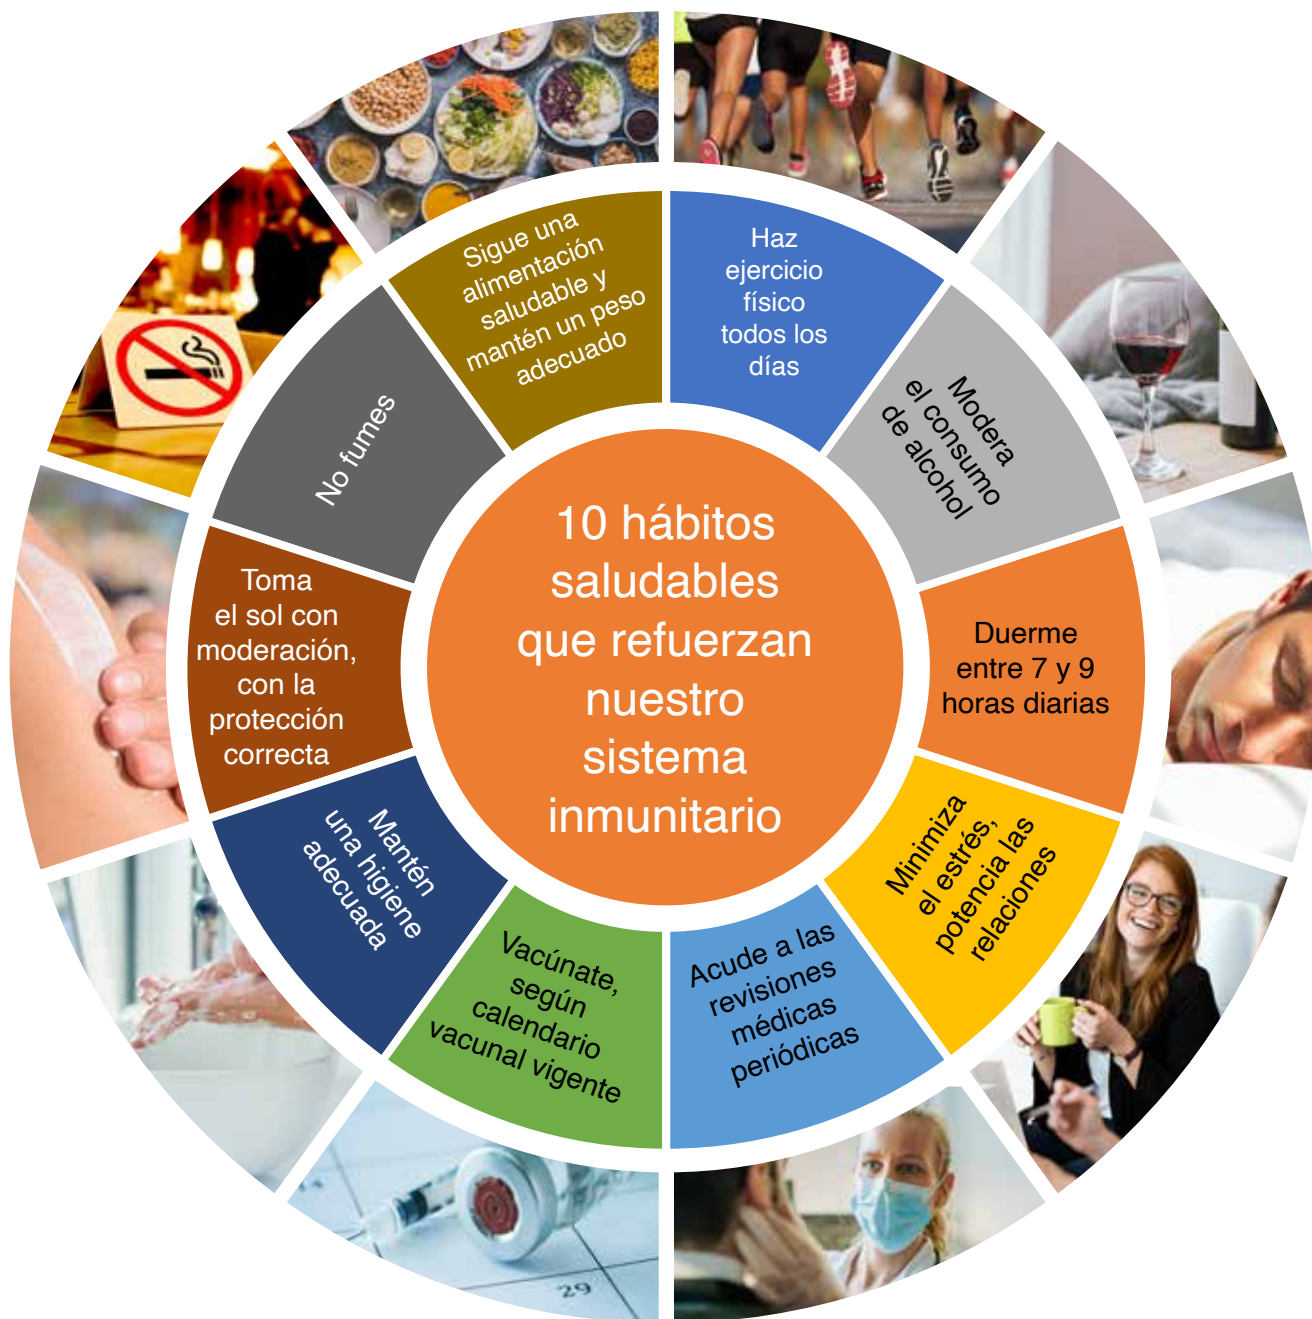 10 hábitos
saludables
que refuerzan
nuestro
sistema
inmunitario
Haz
ejercicio
físico
todos los
días
Modera
el consumo
de alcohol
Duerme
entre 7 y 9
horas diarias
Minimiza
el estrés,
potencia las
relaciones
Acude a las
revisiones
médicas
periódicas
Vacúnate,
según
calendario
vacunal vigente
Mantén
una higiene
adecuada
Toma
el sol con
moderación,
con la
protección
correcta
No fumes
Sigue una
alimentación
saludable y
mantén un peso
adecuado
29